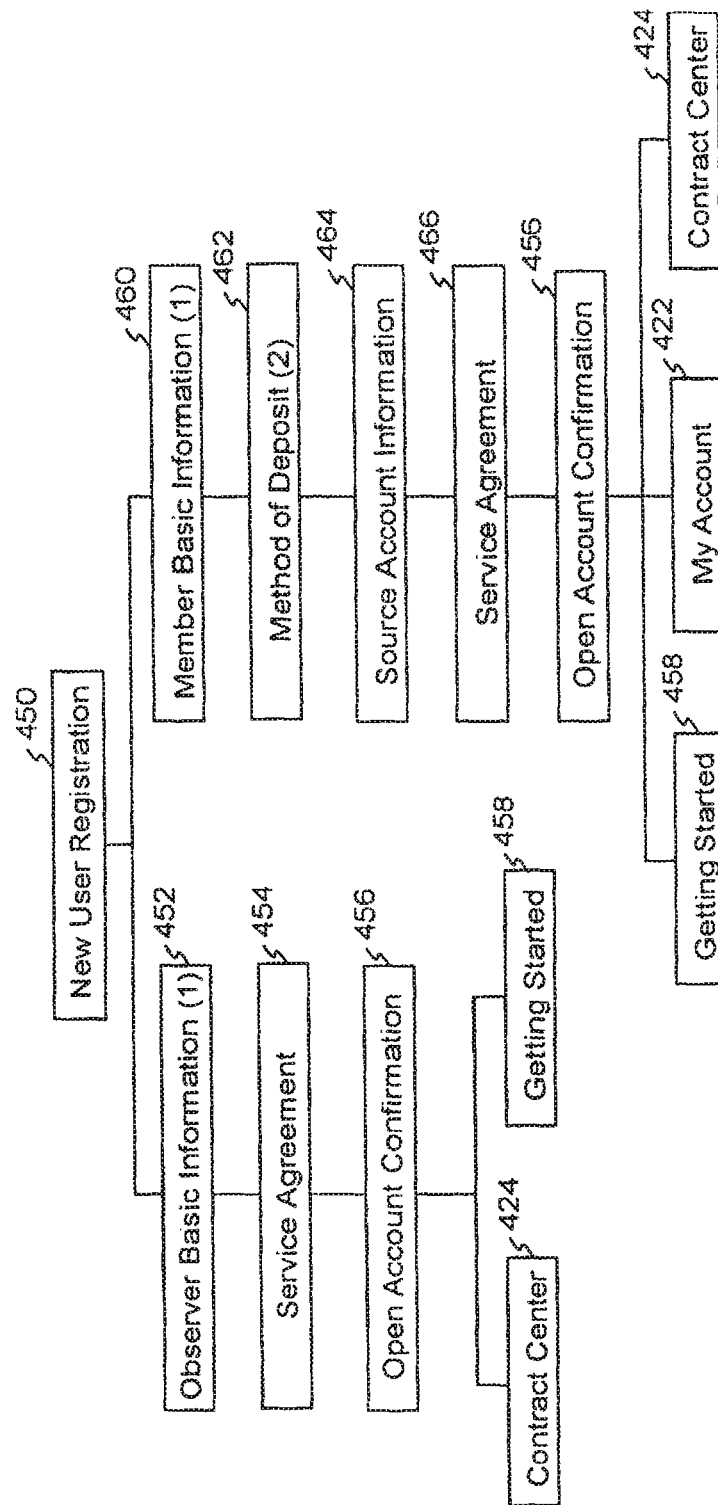 450
New User Registration
452
Observer Basic Information (1)
454
Service Agreement
456
Open Account Confirmation
424
Contract Center
458
Getting Started
460
Member Basic Information (1)
462
Method of Deposit (2)
464
Source Account Information
466
Service Agreement
456
Open Account Confirmation
458
Getting Started
422
My Account
424
Contract Center